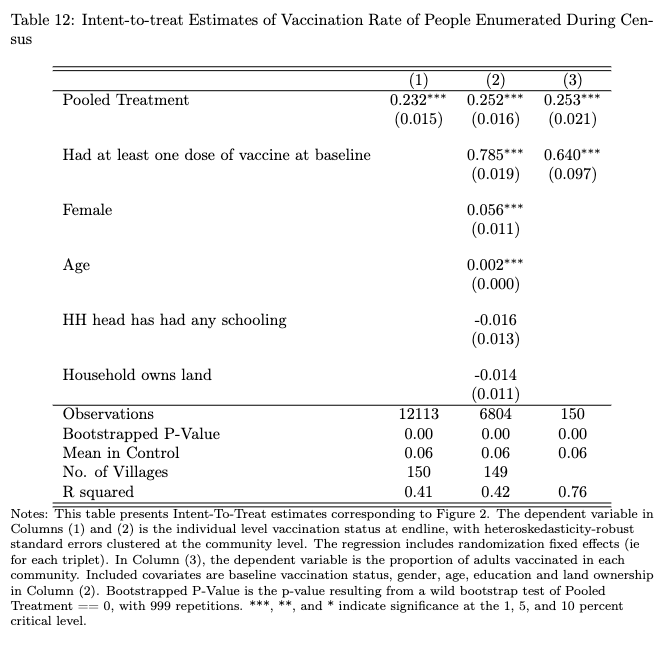 Table 12: Intent-to-treat Estimates of Vaccination Rate of People Enumerated During Cen-
sus
(1) (2) (3)
Pooled Treatment 0.232*** 0.252*** 0.253***
(0.015) (0.016) (0.021)
Had at least one dose of vaccine at baseline 0.785*** 0.640***
(0.019) (0.097)
Female 0.056***
(0.011)
Age 0.002***
(0.000)
HH head has had any schooling -0.016
(0.013)
Household owns land -0.014
(0.011)
Observations 12113 6804 150
Bootstrapped P-Value 0.00 0.00 0.00
Mean in Control 0.06 0.06 0.06
No. of Villages 150 149
R squared 0.41 0.42 0.76
Notes: This table presents Intent-To-Treat estimates corresponding to Figure 2. The dependent variable in
Columns (1) and (2) is the individual level vaccination status at endline, with heteroskedasticity-robust
standard errors clustered at the community level. The regression includes randomization fixed effects (ie
for each triplet). In Column (3), the dependent variable is the proportion of adults vaccinated in each
community. Included covariates are baseline vaccination status, gender, age, education and land ownership
in Column (2). Bootstrapped P-Value is the p-value resulting from a wild bootstrap test of Pooled
Treatment == 0, with 999 repetitions. ***, **, and * indicate significance at the 1, 5, and 10 percent
critical level.